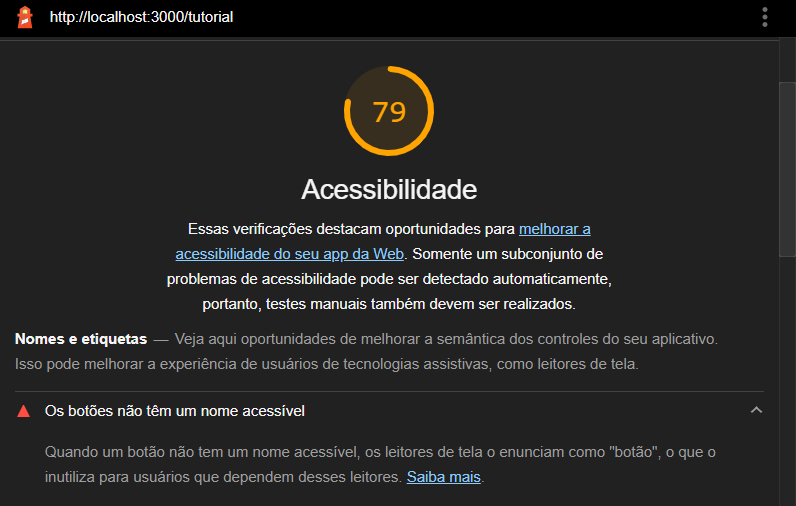 http://localhost:3000/tutorial
79
Acessibilidade
Essas verificações destacam oportunidades para melhorar a
acessibilidade do seu app da Web. Somente um subconjunto de
problemas de acessibilidade pode ser detectado automaticamente,
portanto, testes manuais também devem ser realizados.
Nomes e etiquetas — Veja aqui oportunidades de melhorar a semântica dos controles do seu aplicativo.
Isso pode melhorar a experiência de usuários de tecnologias assistivas, como leitores de tela.
Os botões não têm um nome acessível
Quando um botão não tem um nome acessível, os leitores de tela o enunciam como "botão", o que o
inutiliza para usuários que dependem desses leitores. Saiba mais.